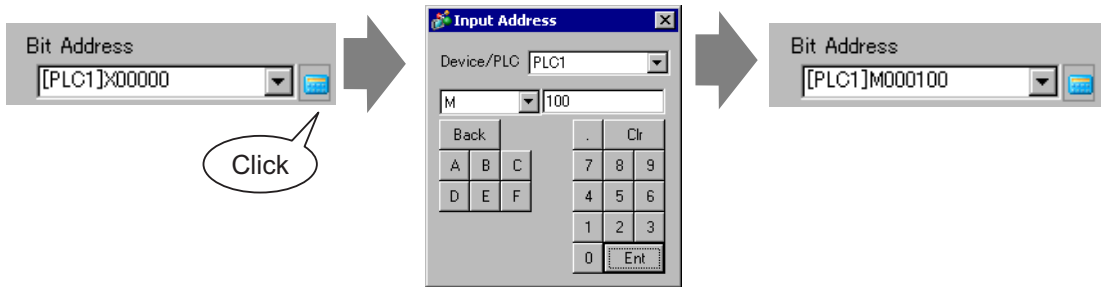 Bit Address
[PLC1]X00000
Click
Input Address
Device/PLC PLC1
M 100
Back . Clr
A B C 7 8 9
D E F 4 5 6
1 2 3
0 Ent
Bit Address
[PLC1]M000100